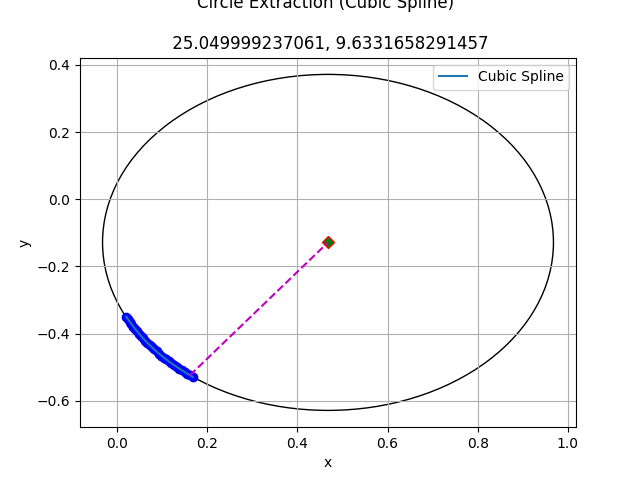 Circle Extraction (Cubic Spline)
25.049999237061, 9.6331658291457
Cubic Spline
0.4
0.2
0.0
−0.2
−0.4
−0.6
y
0.0 0.2 0.4 0.6 0.8 1.0
x